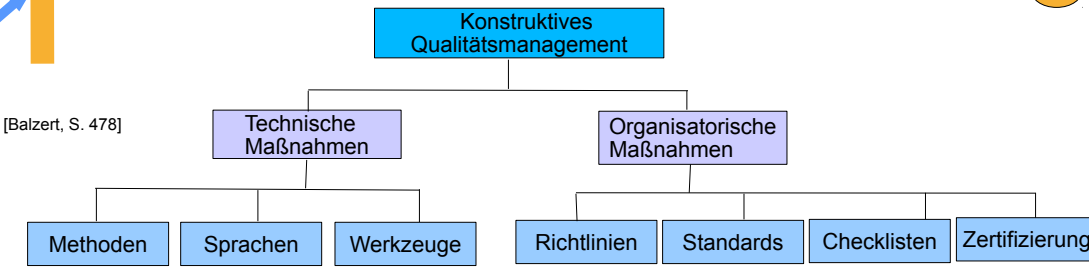 Konstruktives
Qualitätsmanagement
[Balzert, S. 478]
Technische
Maßnahmen
Organisatorische
Maßnahmen
Methoden
Sprachen
Werkzeuge
Richtlinien
Standards
Checklisten
Zertifizierung